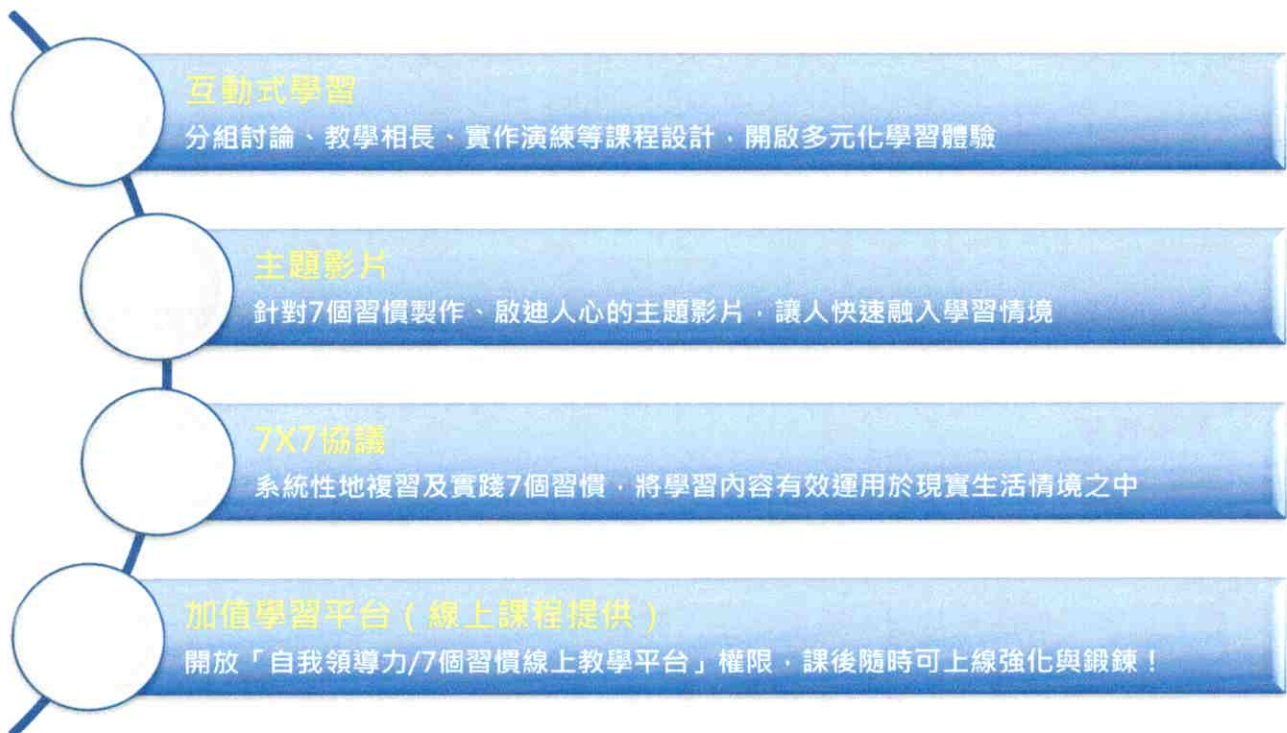 互動式學習
分組討論、教學相長、實作演練等課程設計，開啟多元化學習體驗
主題影片
針對7個習慣製作、啟迪人心的主題影片，讓人快速融入學習情境
7X7協議
系統性地複習及實踐7個習慣，將學習內容有效運用於現實生活情境之中
加值學習平台（線上課程提供）
開放「自我領導力/7個習慣線上教學平台」權限，課後隨時可上線強化與鍛鍊！